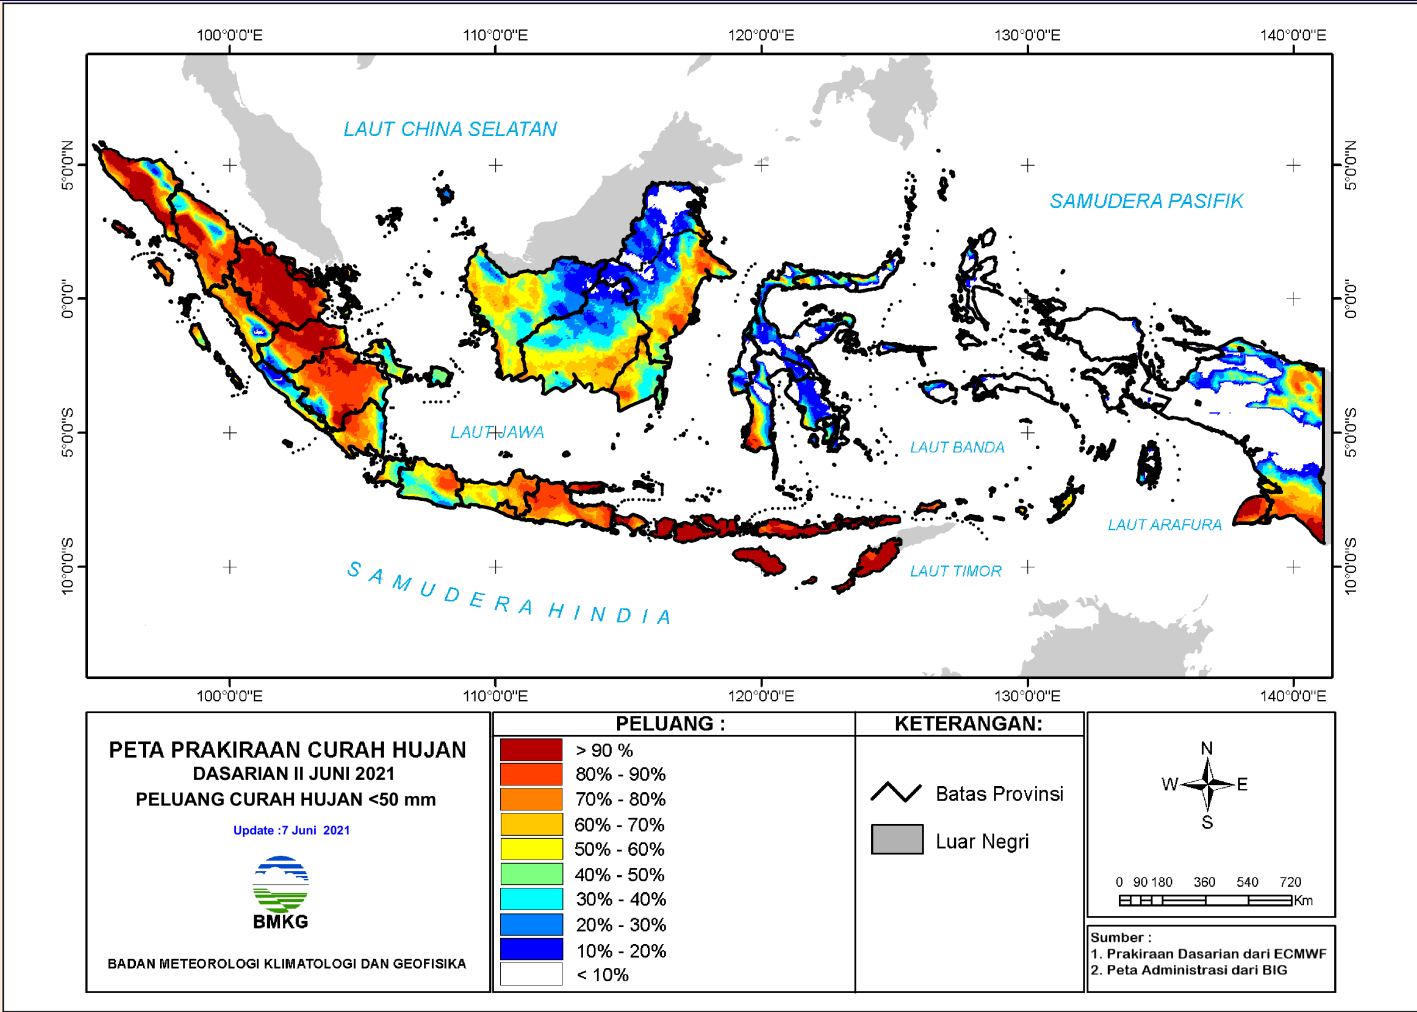 100°0'0"E 110°0'0"E 120°0'0"E 130°0'0"E 140°0'0"E
LAUT CHINA SELATAN
5°0'0"N 5°0'0"N
SAMUDERA PASIFIK
0°0'0" 0°0'0"
LAUT JAWA
5°0'0"S 5°0'0"S
LAUT BANDA
LAUT ARAFURA
10°0'0"S 10°0'0"S
LAUT TIMOR
SAMUDERA HINDIA
100°0'0"E 110°0'0"E 120°0'0"E 130°0'0"E 140°0'0"E
PETA PRAKIRAAN CURAH HUJAN
DASARIAN II JUNI 2021
PELUANG CURAH HUJAN <50 mm
Update :7 Juni 2021
BMKG
BADAN METEOROLOGI KLIMATOLOGI DAN GEOFISIKA
PELUANG :
> 90 %
80% - 90%
70% - 80%
60% - 70%
50% - 60%
40% - 50%
30% - 40%
20% - 30%
10% - 20%
< 10%
KETERANGAN:
Batas Provinsi
Luar Negri
N
W E
S
0 90 180 360 540 720
Km
Sumber :
1. Prakiraan Dasarian dari ECMWF
2. Peta Administrasi dari BIG